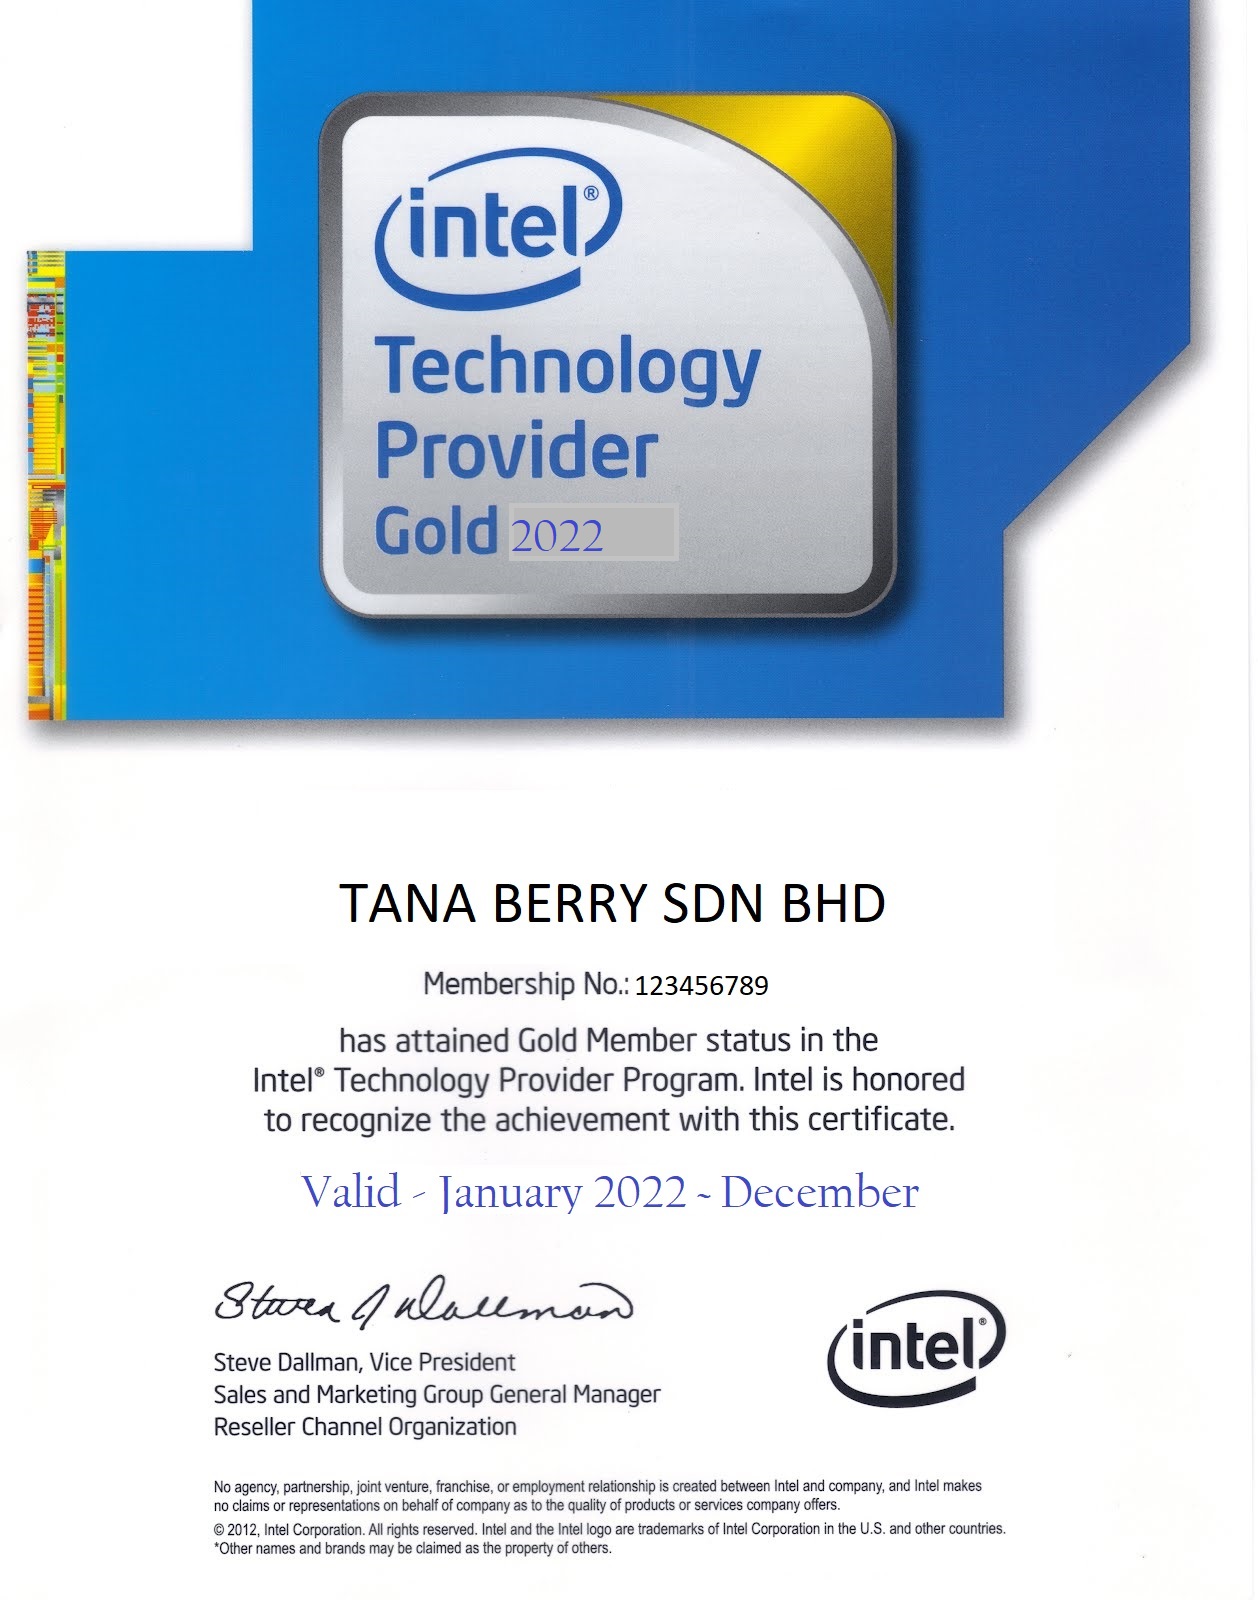 intel®
Technology
Provider
Gold 2022
TANA BERRY SDN BHD
Membership No.: 123456789
has attained Gold Member status in the
Intel® Technology Provider Program. Intel is honored
to recognize the achievement with this certificate.
Valid - January 2022 - December
Steven J Dallman
Steve Dallman, Vice President
Sales and Marketing Group General Manager
Reseller Channel Organization
intel®
No agency, partnership, joint venture, franchise, or employment relationship is created between Intel and company, and Intel makes
no claims or representations on behalf of company as to the quality of products or services company offers.
© 2012, Intel Corporation. All rights reserved. Intel and the Intel logo are trademarks of Intel Corporation in the U.S. and other countries.
*Other names and brands may be claimed as the property of others.